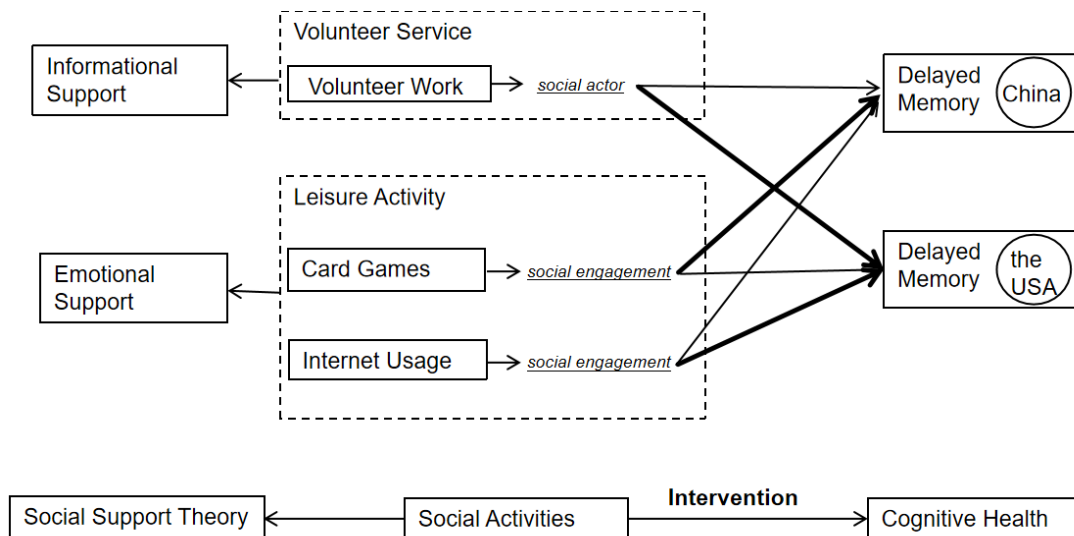 Volunteer Service
Informational
Support
Volunteer Work
social actor
Delayed
Memory
China
Leisure Activity
Emotional
Support
Card Games
social engagement
Delayed
Memory
the
USA
Internet Usage
social engagement
Intervention
Social Support Theory
Social Activities
Cognitive Health